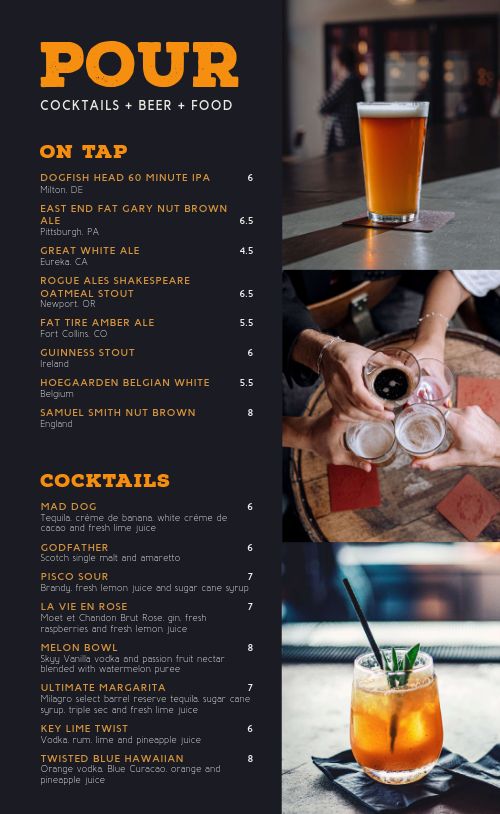 POUR
COCKTAILS + BEER + FOOD
ON TAP
DOGFISH HEAD 60 MINUTE IPA 6
Milton, DE
EAST END FAT GARY NUT BROWN
ALE 6.5
Pittsburgh, PA
GREAT WHITE ALE 4.5
Eureka, CA
ROGUE ALES SHAKESPEARE
OATMEAL STOUT 6.5
Newport, OR
FAT TIRE AMBER ALE 5.5
Fort Collins, CO
GUINNESS STOUT 6
Ireland
HOEGAARDEN BELGIAN WHITE 5.5
Belgium
SAMUEL SMITH NUT BROWN 8
England
COCKTAILS
MAD DOG 6
Tequila, créme de banana, white créme de
cacao and fresh lime juice
GODFATHER 6
Scotch single malt and amaretto
PISCO SOUR 7
Brandy, fresh lemon juice and sugar cane syrup
LA VIE EN ROSE 7
Moet et Chandon Brut Rose, gin, fresh
raspberries and fresh lemon juice
MELON BOWL 8
Skyy Vanilla vodka and passion fruit nectar
blended with watermelon puree
ULTIMATE MARGARITA 7
Milagro select barrel reserve tequila, sugar cane
syrup, triple sec and fresh lime juice
KEY LIME TWIST 6
Vodka, rum, lime and pineapple juice
TWISTED BLUE HAWAIIAN 8
Orange vodka, Blue Curacao, orange and
pineapple juice